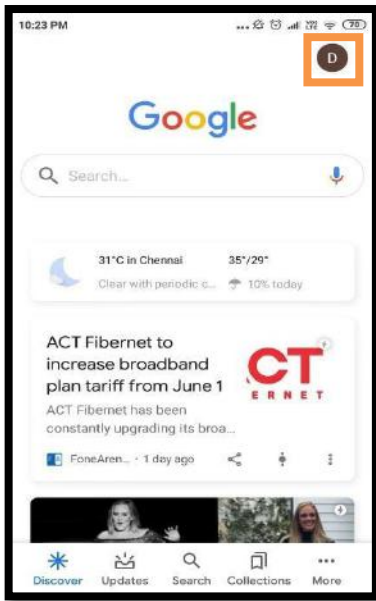 10:23 PM
70
D
Google
Search...
31°C in Chennai 35°/29°
Clear with periodic c... 10% today
ACT Fibernet to
increase broadband
plan tariff from June 1
ACT Fibernet has been
constantly upgrading its broa...
CT
ERNET
FoneAren... · 1 day ago
Discover Updates Search Collections More